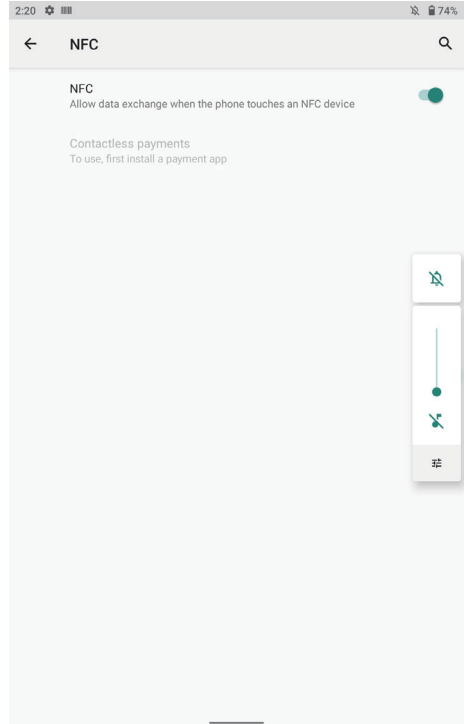 2:20 74%
NFC
NFC
Allow data exchange when the phone touches an NFC device
Contactless payments
To use, first install a payment app